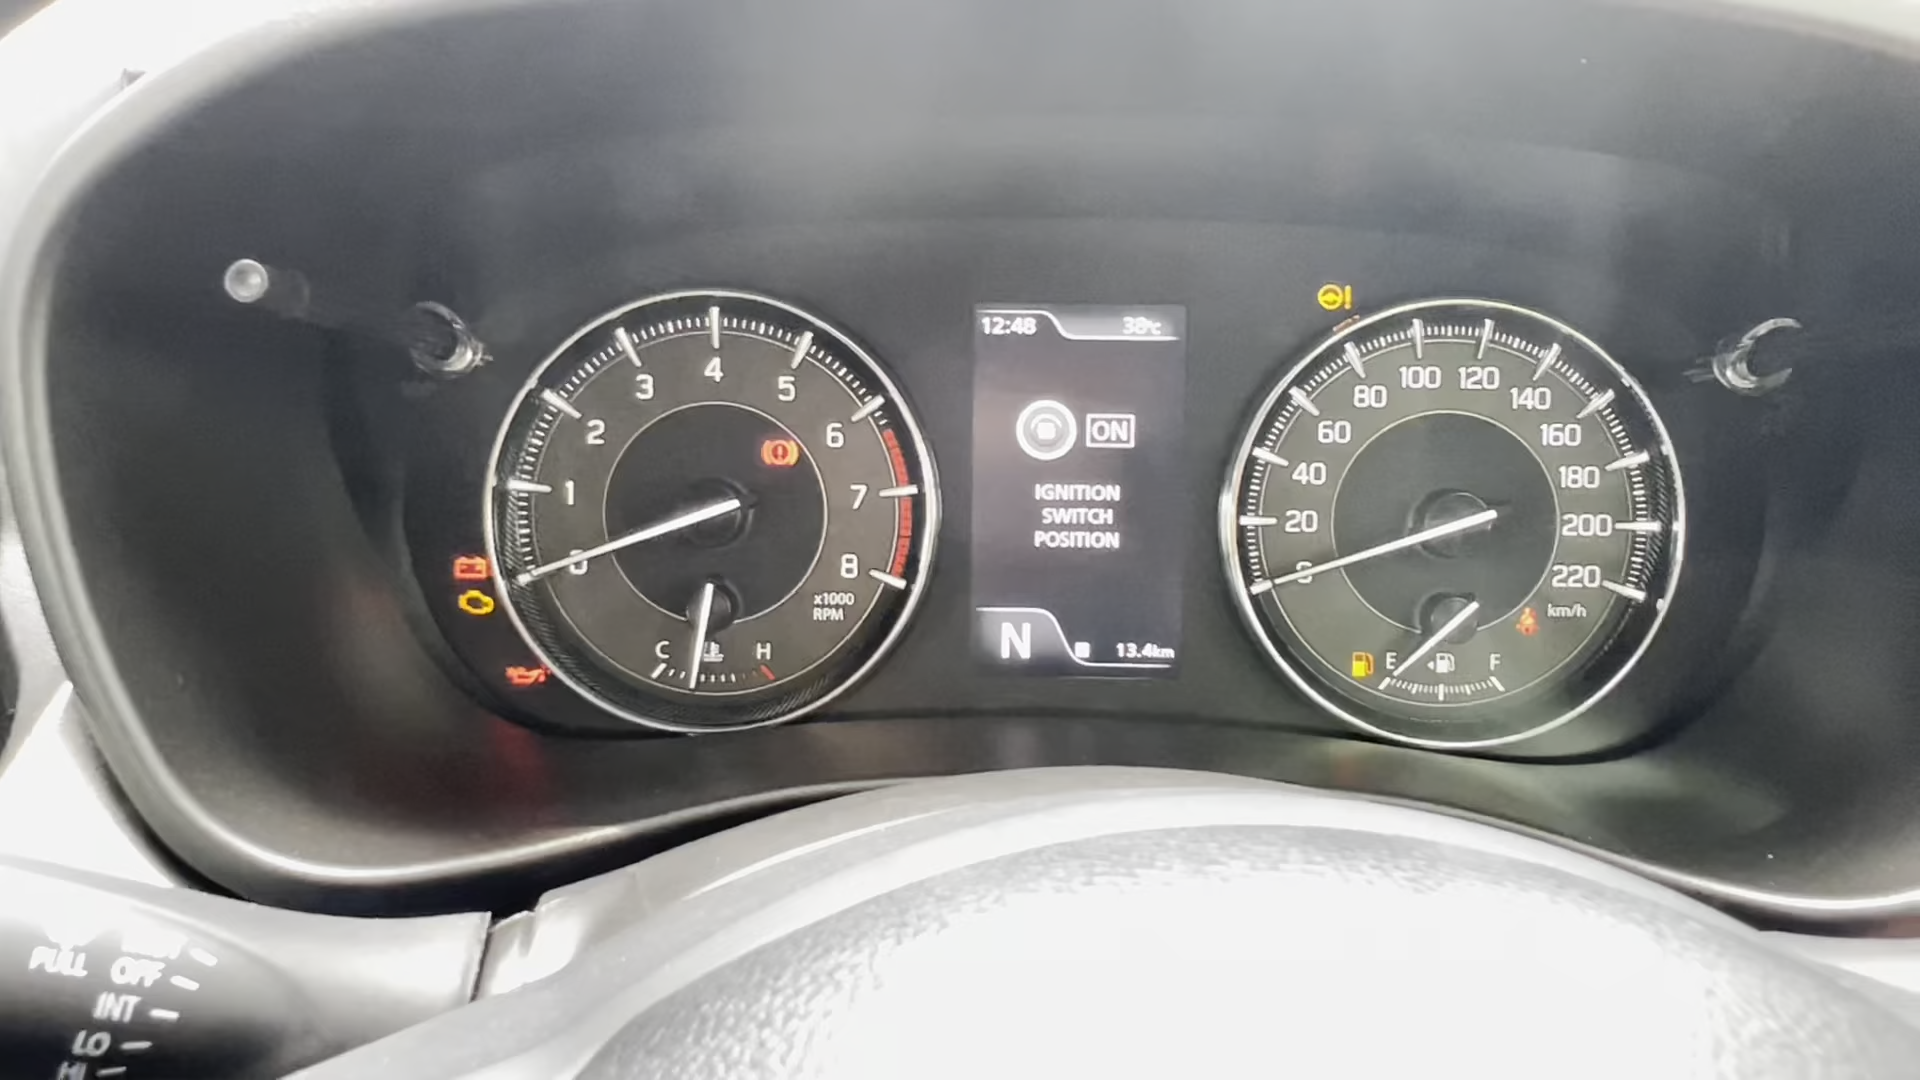 12:48 38°C
ON
IGNITION
SWITCH
POSITION
N 13.4km
0 1 2 3 4 5 6 7 8
x1000
RPM
C H
0 20 40 60 80 100 120 140 160 180 200 220
km/h
E F
PULL OFF
INT
LO
HI